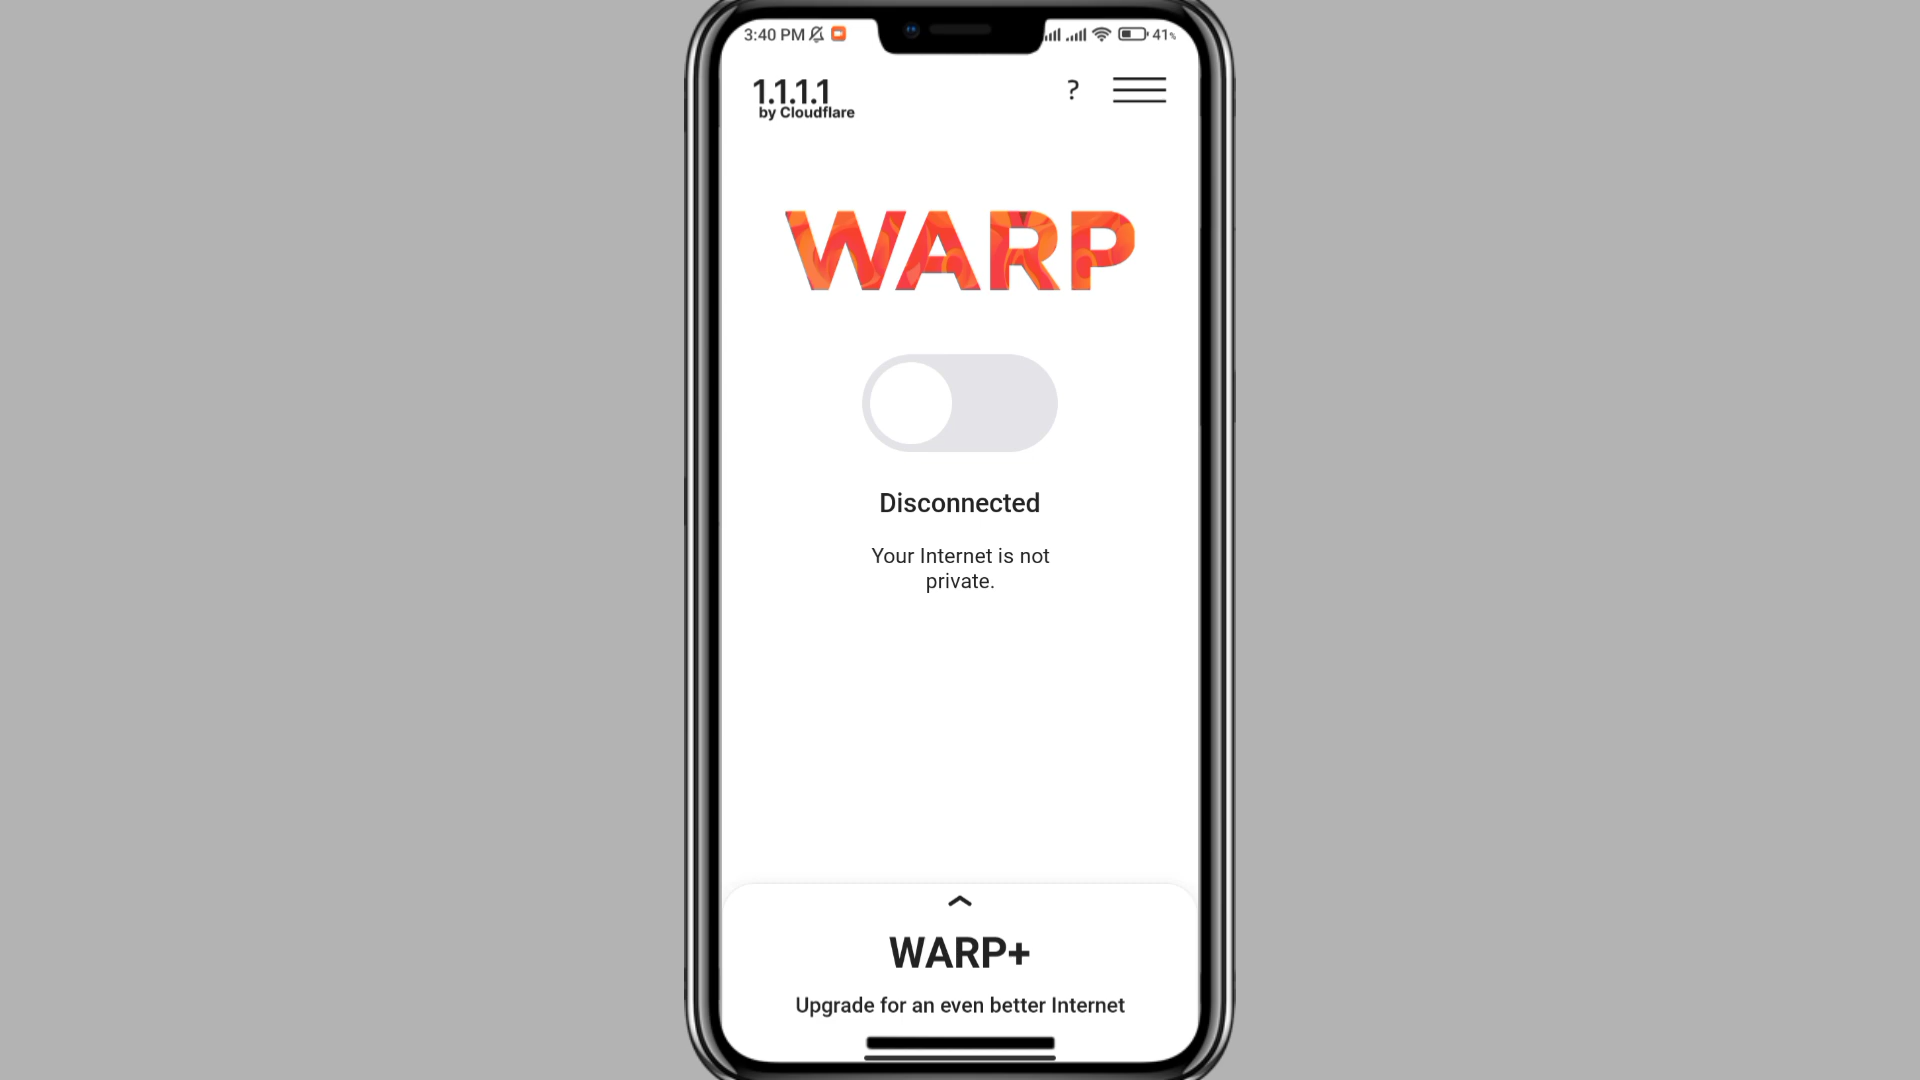 3:40 PM 41%
1.1.1.1 ?
by Cloudflare
WARP
Disconnected
Your Internet is not
private.
WARP+
Upgrade for an even better Internet